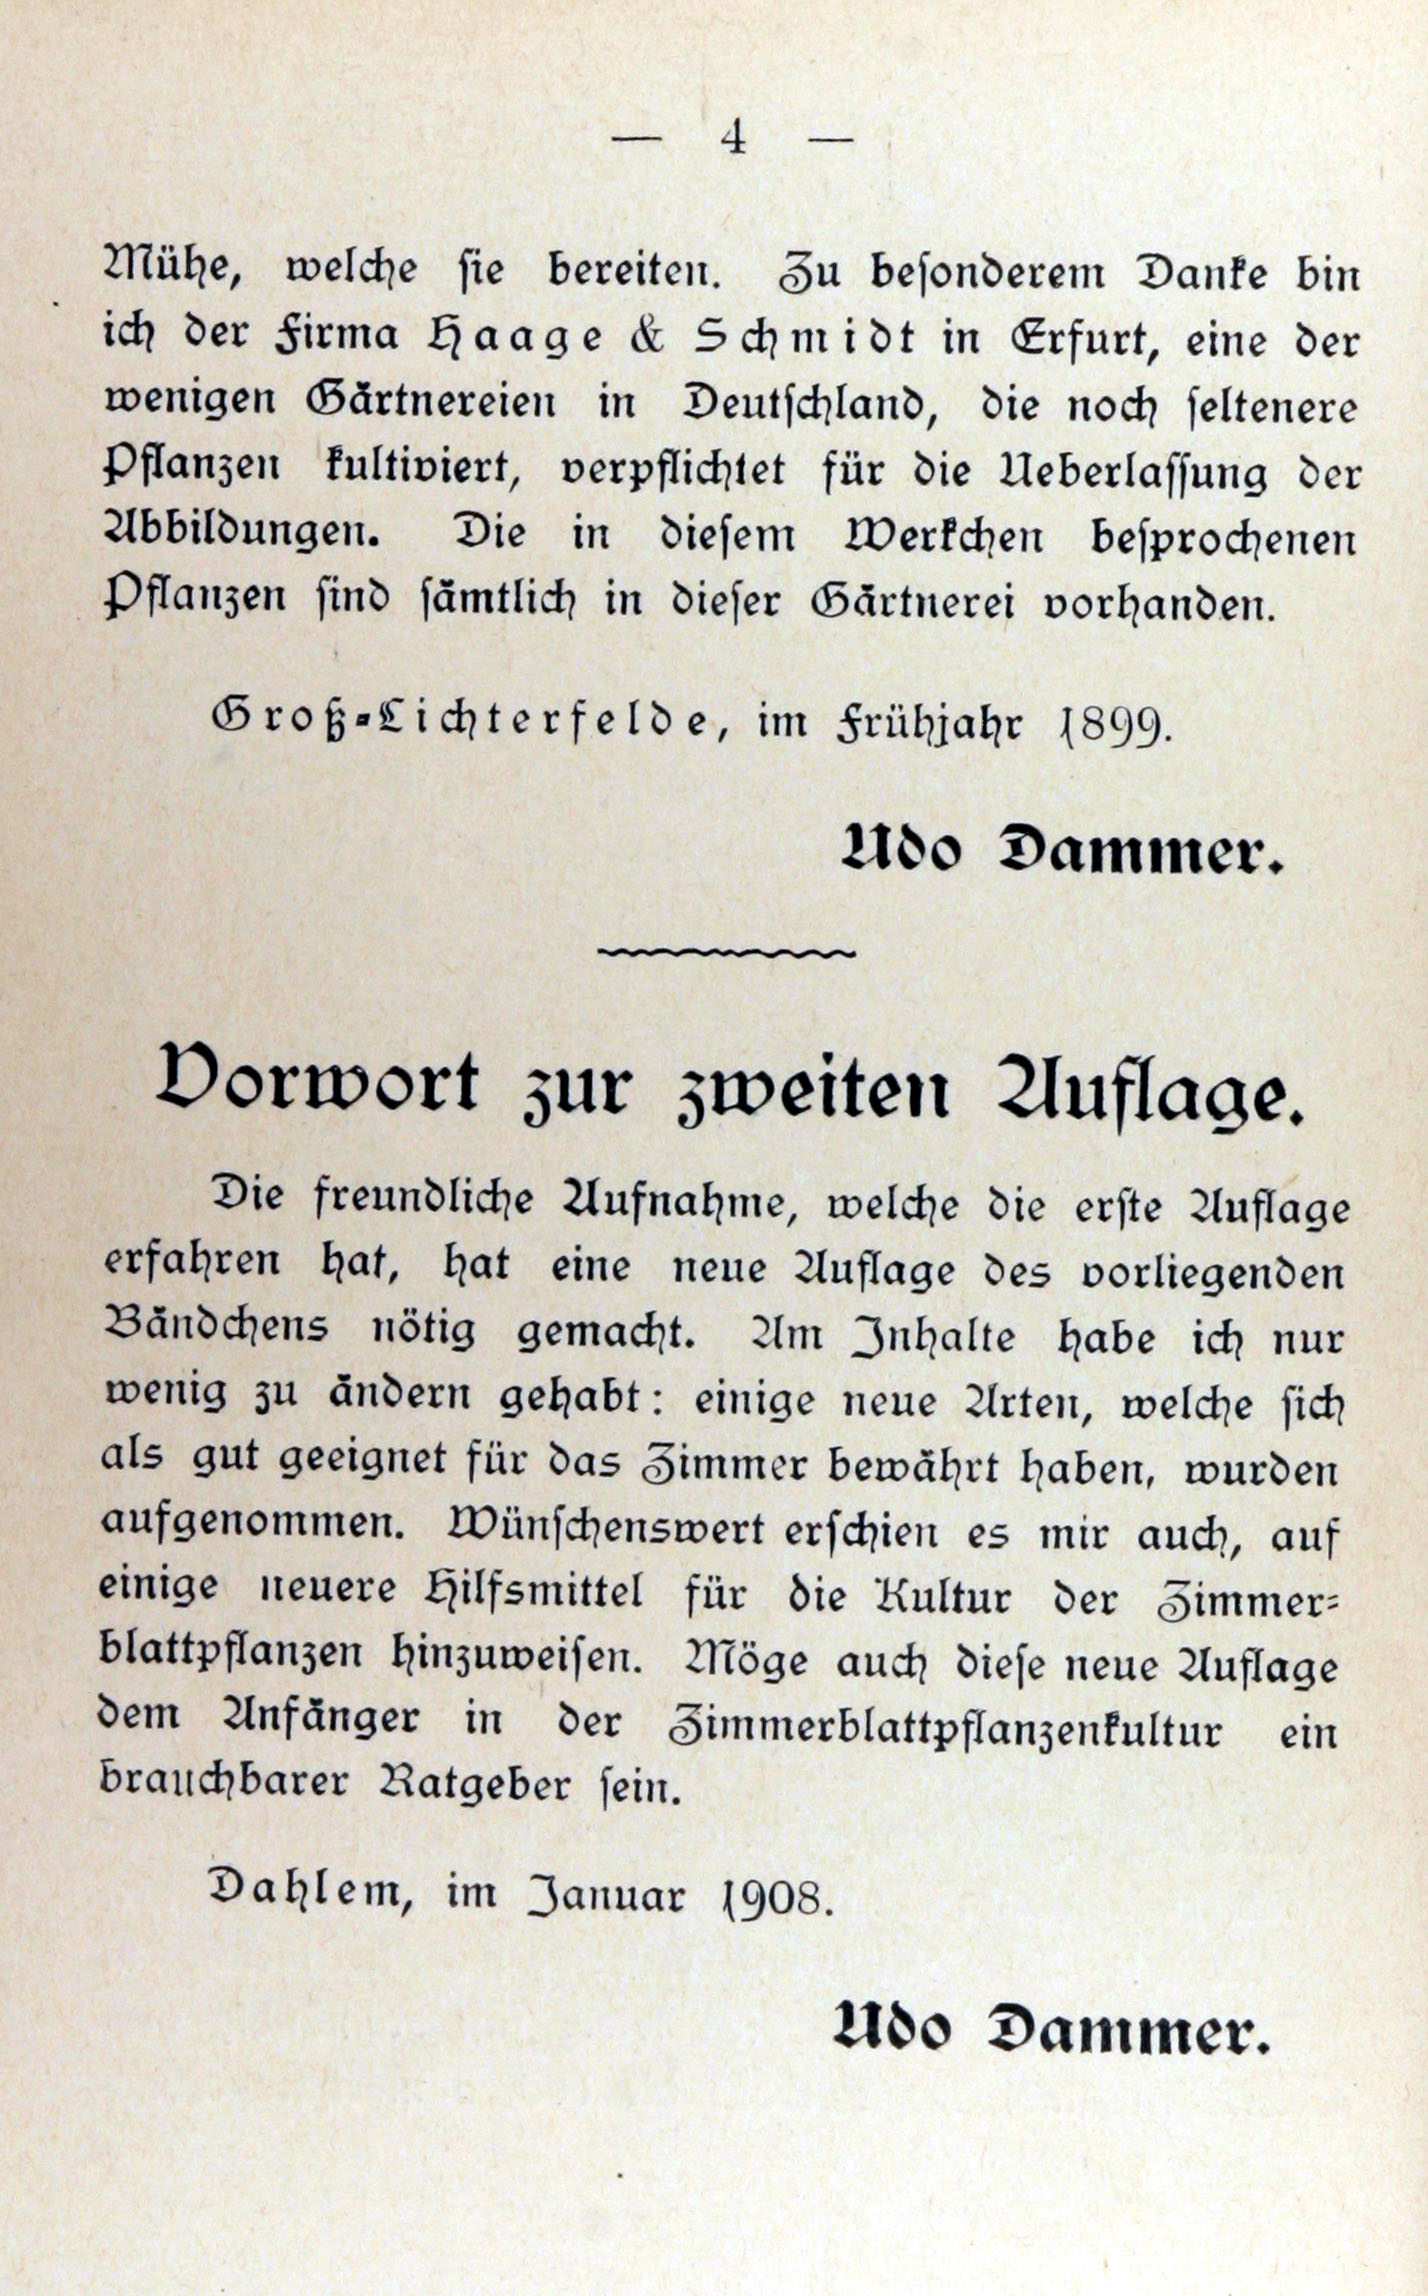 — 4 —
Mühe, welche sie bereiten. Zu besonderem Danke bin
ich der Firma Haage & Schmidt in Erfurt, eine der
wenigen Gärtnereien in Deutschland, die noch seltenere
Pflanzen kultiviert, verpflichtet für die Ueberlassung der
Abbildungen. Die in diesem Werkchen besprochenen
Pflanzen sind sämtlich in dieser Gärtnerei vorhanden.
Groß-Lichterfelde, im Frühjahr 1899.
Udo Dammer.
Vorwort zur zweiten Auflage.
Die freundliche Aufnahme, welche die erste Auflage
erfahren hat, hat eine neue Auflage des vorliegenden
Bändchens nötig gemacht. Am Inhalte habe ich nur
wenig zu ändern gehabt: einige neue Arten, welche sich
als gut geeignet für das Zimmer bewährt haben, wurden
aufgenommen. Wünschenswert erschien es mir auch, auf
einige neuere Hilfsmittel für die Kultur der Zimmer-
blattpflanzen hinzuweisen. Möge auch diese neue Auflage
dem Anfänger in der Zimmerblattpflanzenkultur ein
brauchbarer Ratgeber sein.
Dahlem, im Januar 1908.
Udo Dammer.